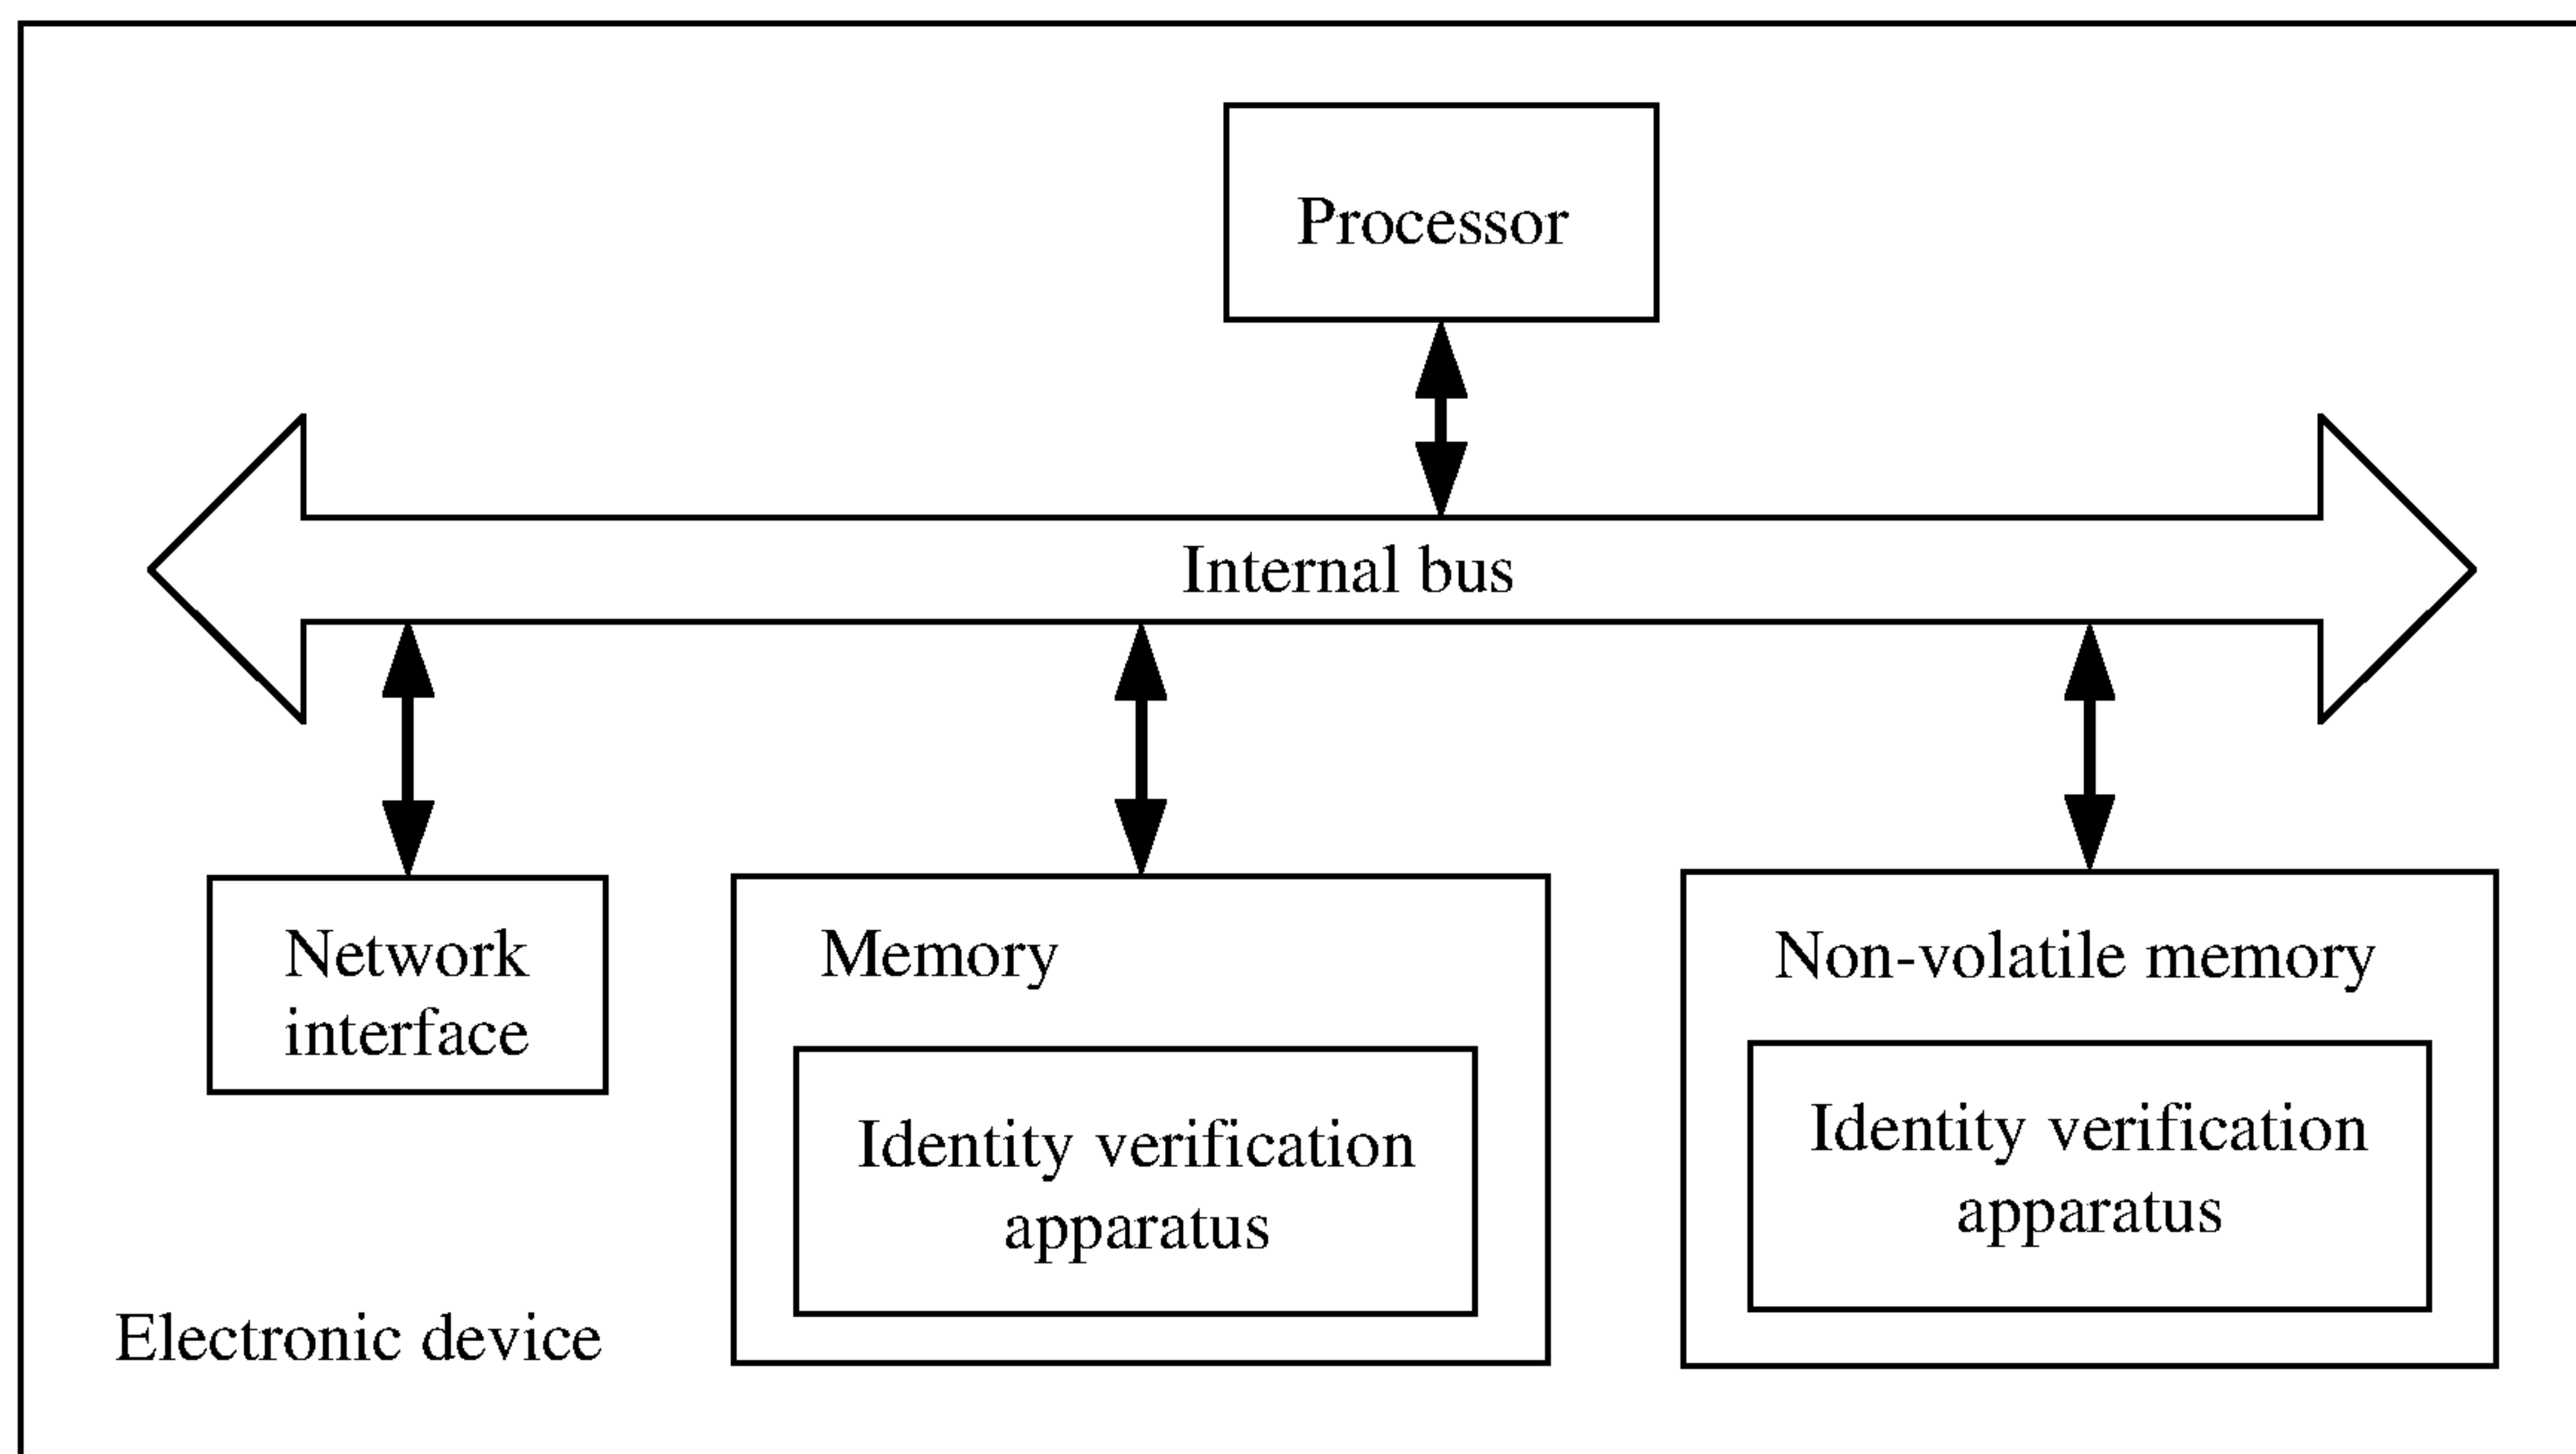 Processor
Internal bus
Network
interface
Memory
Identity verification
apparatus
Non-volatile memory
Identity verification
apparatus
Electronic device